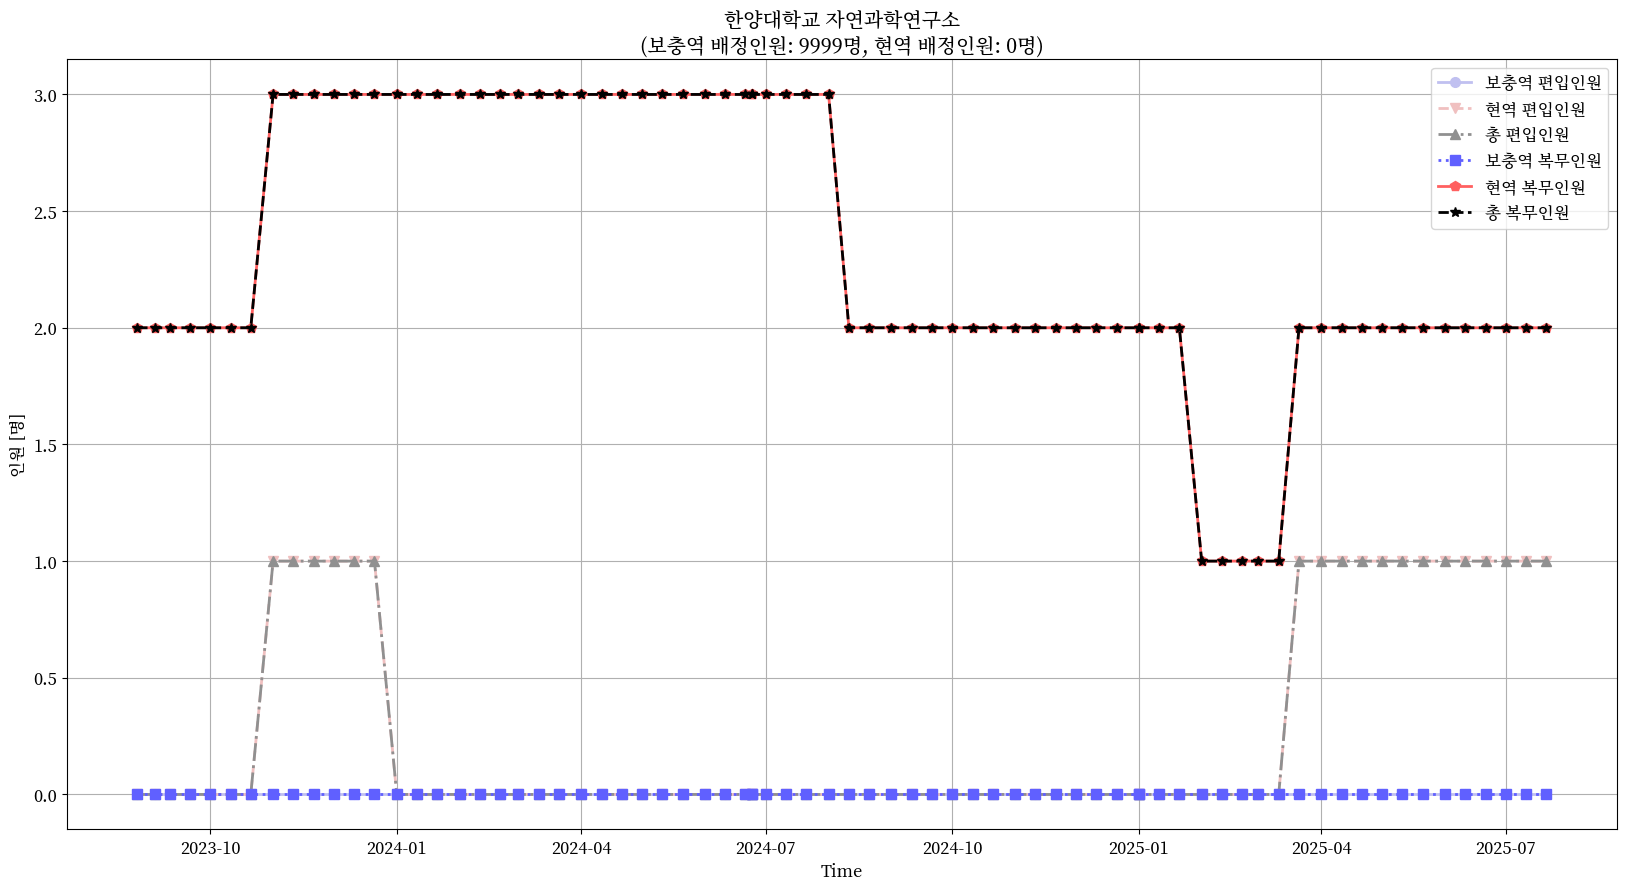 한양대학교 자연과학연구소
(보충역 배정인원: 9999명, 현역 배정인원: 0명)
보충역 편입인원
현역 편입인원
총 편입인원
보충역 복무인원
현역 복무인원
총 복무인원
3.0
2.5
2.0
1.5
1.0
0.5
0.0
인원 [명]
2023-10
2024-01
2024-04
2024-07
2024-10
2025-01
2025-04
2025-07
Time